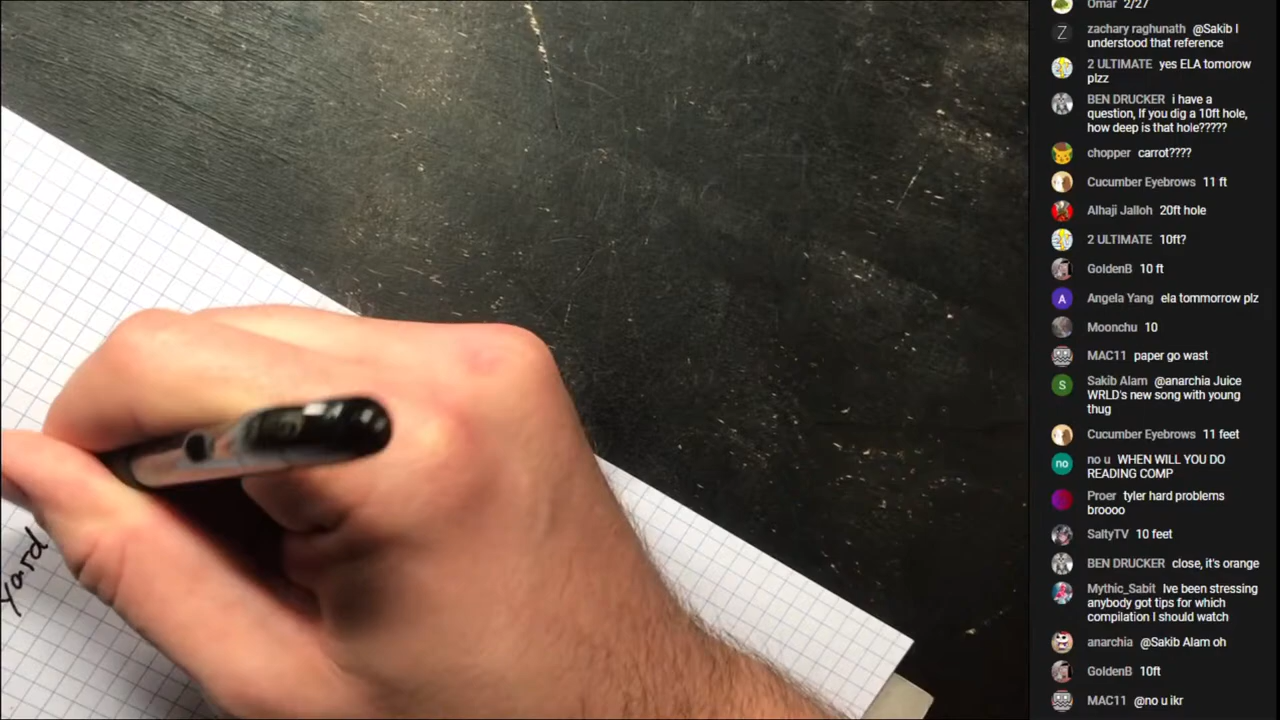 yard
Omar 2/27
Z
zachary raghunath @Sakib I
understood that reference
2 ULTIMATE yes ELA tomorow
plzz
BEN DRUCKER i have a
question, If you dig a 10ft hole,
how deep is that hole?????
chopper carrot????
Cucumber Eyebrows 11 ft
Alhaji Jalloh 20ft hole
2 ULTIMATE 10ft?
GoldenB 10 ft
A
Angela Yang ela tommorrow plz
Moonchu 10
MAC11 paper go wast
S
Sakib Alam @anarchia Juice
WRLD's new song with young
thug
Cucumber Eyebrows 11 feet
no
no u WHEN WILL YOU DO
READING COMP
Proer tyler hard problems
broooo
SaltyTV 10 feet
BEN DRUCKER close, it's orange
Mythic_Sabit Ive been stressing
anybody got tips for which
compilation I should watch
anarchia @Sakib Alam oh
GoldenB 10ft
MAC11 @no u ikr